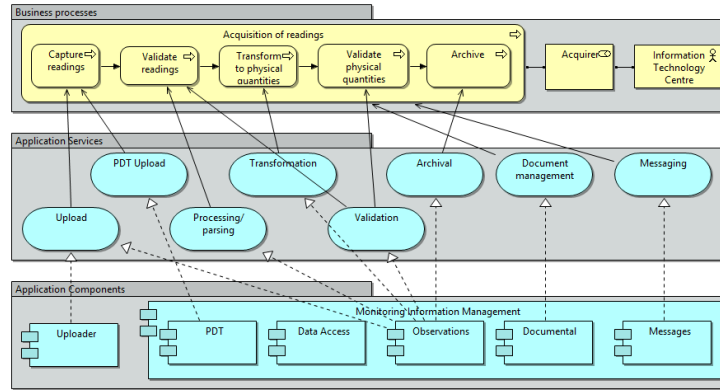 Business processes
Acquisition of readings
Capture
readings
Validate
readings
Transform
to physical
quantities
Validate
physical
quantities
Archive
Acquirer
Information
Technology
Centre
Application Services
PDT Upload
Transformation
Archival
Document
management
Messaging
Upload
Processing/
parsing
Validation
Application Components
Monitoring Information Management
Uploader
PDT
Data Access
Observations
Documental
Messages